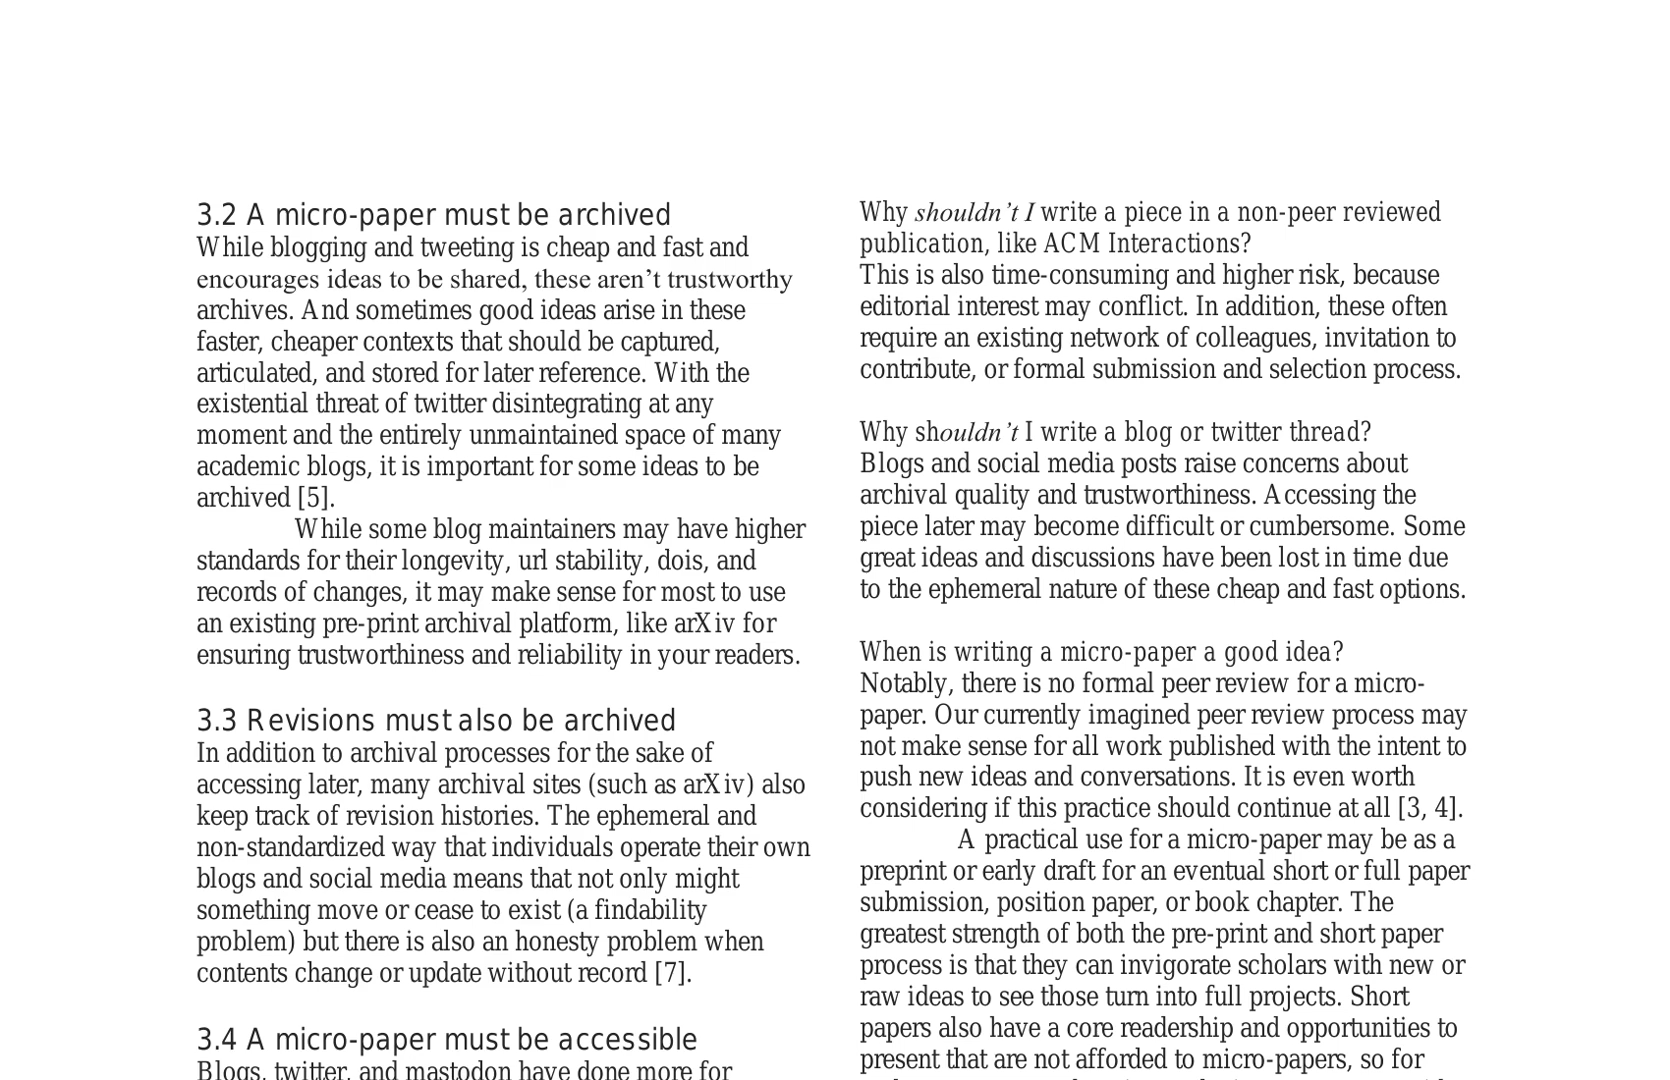 3.2 A micro-paper must be archived
While blogging and tweeting is cheap and fast and
encourages ideas to be shared, these aren’t trustworthy
archives. And sometimes good ideas arise in these
faster, cheaper contexts that should be captured,
articulated, and stored for later reference. With the
existential threat of twitter disintegrating at any
moment and the entirely unmaintained space of many
academic blogs, it is important for some ideas to be
archived [5].
While some blog maintainers may have higher
standards for their longevity, url stability, dois, and
records of changes, it may make sense for most to use
an existing pre-print archival platform, like arXiv for
ensuring trustworthiness and reliability in your readers.
3.3 Revisions must also be archived
In addition to archival processes for the sake of
accessing later, many archival sites (such as arXiv) also
keep track of revision histories. The ephemeral and
non-standardized way that individuals operate their own
blogs and social media means that not only might
something move or cease to exist (a findability
problem) but there is also an honesty problem when
contents change or update without record [7].
3.4 A micro-paper must be accessible
Blogs, twitter, and mastodon have done more for
Why shouldn’t I write a piece in a non-peer reviewed
publication, like ACM Interactions?
This is also time-consuming and higher risk, because
editorial interest may conflict. In addition, these often
require an existing network of colleagues, invitation to
contribute, or formal submission and selection process.
Why shouldn’t I write a blog or twitter thread?
Blogs and social media posts raise concerns about
archival quality and trustworthiness. Accessing the
piece later may become difficult or cumbersome. Some
great ideas and discussions have been lost in time due
to the ephemeral nature of these cheap and fast options.
When is writing a micro-paper a good idea?
Notably, there is no formal peer review for a micro-
paper. Our currently imagined peer review process may
not make sense for all work published with the intent to
push new ideas and conversations. It is even worth
considering if this practice should continue at all [3, 4].
A practical use for a micro-paper may be as a
preprint or early draft for an eventual short or full paper
submission, position paper, or book chapter. The
greatest strength of both the pre-print and short paper
process is that they can invigorate scholars with new or
raw ideas to see those turn into full projects. Short
papers also have a core readership and opportunities to
present that are not afforded to micro-papers, so for